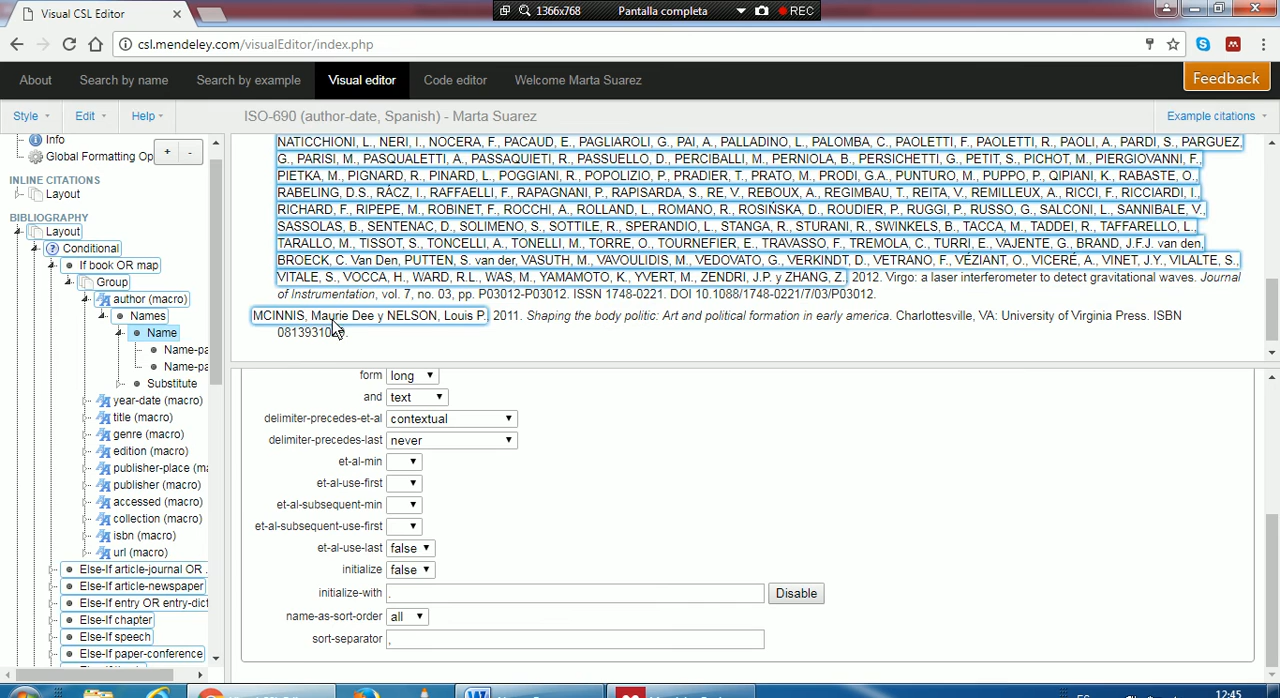 Visual CSL Editor
1366x768 Pantalla completa REC
csl.mendeley.com/visualEditor/index.php
About Search by name Search by example Visual editor Code editor Welcome Marta Suarez Feedback
Style Edit Help ISO-690 (author-date, Spanish) - Marta Suarez Example citations
Info
Global Formatting Op + -
INLINE CITATIONS
Layout
BIBLIOGRAPHY
Layout
Conditional
If book OR map
Group
author (macro)
Names
Name
Name-pa
Name-pa
Substitute
year-date (macro)
title (macro)
genre (macro)
edition (macro)
publisher-place (ma
publisher (macro)
accessed (macro)
collection (macro)
isbn (macro)
url (macro)
Else-If article-journal OR .
Else-If article-newspaper
Else-If entry OR entry-dict
Else-If chapter
Else-If speech
Else-If paper-conference
NATICCHIONI, L., NERI, I., NOCERA, F., PACAUD, E., PAGLIAROLI, G., PAI, A., PALLADINO, L., PALOMBA, C., PAOLETTI, F., PAOLETTI, R., PAOLI, A., PARDI, S., PARGUEZ,
G., PARISI, M., PASQUALETTI, A., PASSAQUIETI, R., PASSUELLO, D., PERCIBALLI, M., PERNIOLA, B., PERSICHETTI, G., PETIT, S., PICHOT, M., PIERGIOVANNI, F.,
PIETKA, M., PIGNARD, R., PINARD, L., POGGIANI, R., POPOLIZIO, P., PRADIER, T., PRATO, M., PRODI, G.A., PUNTURO, M., PUPPO, P., QIPIANI, K., RABASTE, O.,
RABELING, D.S., RÁCZ, I., RAFFAELLI, F., RAPAGNANI, P., RAPISARDA, S., RE, V., REBOUX, A., REGIMBAU, T., REITA, V., REMILLEUX, A., RICCI, F., RICCIARDI, I.,
RICHARD, F., RIPEPE, M., ROBINET, F., ROCCHI, A., ROLLAND, L., ROMANO, R., ROSIŃSKA, D., ROUDIER, P., RUGGI, P., RUSSO, G., SALCONI, L., SANNIBALE, V.,
SASSOLAS, B., SENTENAC, D., SOLIMENO, S., SOTTILE, R., SPERANDIO, L., STANGA, R., STURANI, R., SWINKELS, B., TACCA, M., TADDEI, R., TAFFARELLO, L.,
TARALLO, M., TISSOT, S., TONCELLI, A., TONELLI, M., TORRE, O., TOURNEFIER, E., TRAVASSO, F., TREMOLA, C., TURRI, E., VAJENTE, G., BRAND, J.F.J. van den,
BROECK, C. Van Den, PUTTEN, S. van der, VASUTH, M., VAVOULIDIS, M., VEDOVATO, G., VERKINDT, D., VETRANO, F., VÉZIANT, O., VICERÉ, A., VINET, J.Y., VILALTE, S.,
VITALE, S., VOCCA, H., WARD, R.L., WAS, M., YAMAMOTO, K., YVERT, M., ZENDRI, J.P. y ZHANG, Z. 2012. Virgo: a laser interferometer to detect gravitational waves. Journal
of Instrumentation, vol. 7, no. 03, pp. P03012-P03012. ISSN 1748-0221. DOI 10.1088/1748-0221/7/03/P03012.
MCINNIS, Maurie Dee y NELSON, Louis P., 2011. Shaping the body politic: Art and political formation in early america. Charlottesville, VA: University of Virginia Press. ISBN
form long
and text
delimiter-precedes-et-al contextual
delimiter-precedes-last never
et-al-min
et-al-use-first
et-al-subsequent-min
et-al-subsequent-use-first
et-al-use-last false
initialize false
initialize-with . Disable
name-as-sort-order all
sort-separator ,
12:45